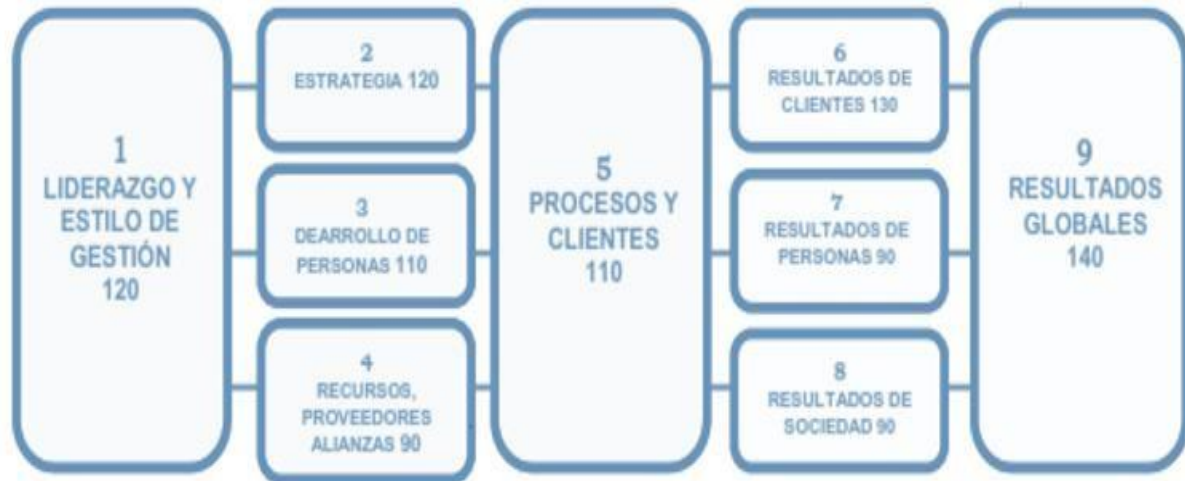 1
LIDERAZGO Y
ESTILO DE
GESTIÓN
120
2
ESTRATEGIA 120
3
DEARROLLO DE
PERSONAS 110
4
RECURSOS,
PROVEEDORES
ALIANZAS 90
5
PROCESOS Y
CLIENTES
110
6
RESULTADOS DE
CLIENTES 130
7
RESULTADOS DE
PERSONAS 90
8
RESULTADOS DE
SOCIEDAD 90
9
RESULTADOS
GLOBALES
140